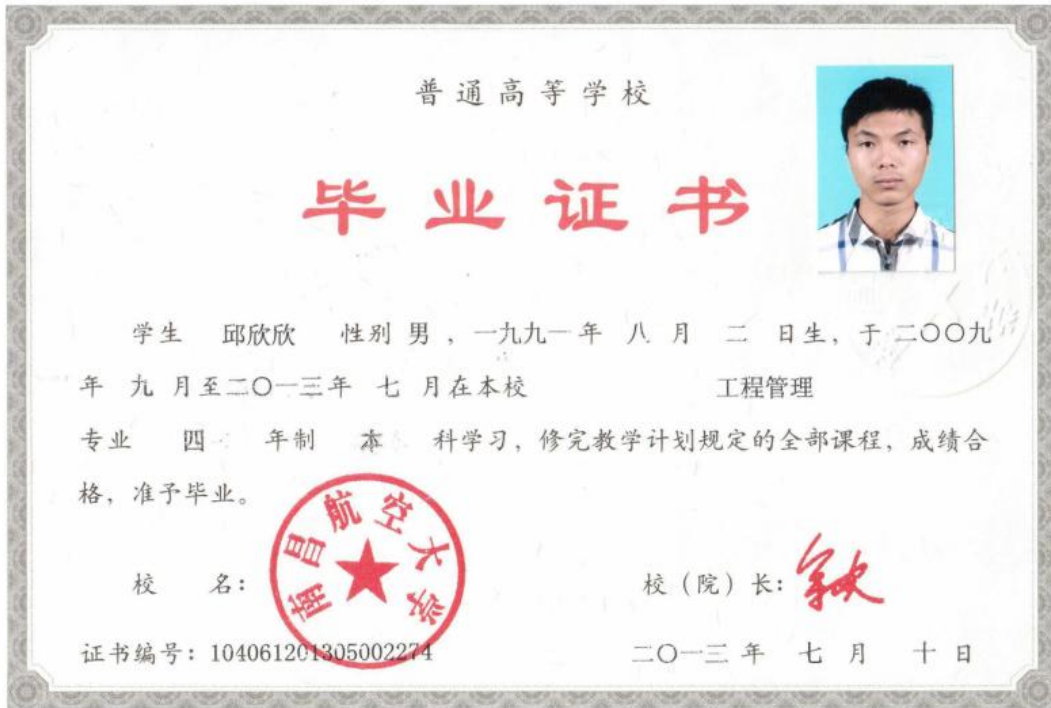 普通高等学校
毕业证书
学生 邱欣欣 性别 男 ，一九九一 年 八 月 二 日生，于 二〇〇九
年 九 月至二〇一三年 七 月在本校 工程管理
专业 四 年制 本 科学习，修完教学计划规定的全部课程，成绩合
格，准予毕业。
南昌航空大学
校 名：
校（院）长：
证书编号：104061201305002274
二〇一三 年 七 月 十 日